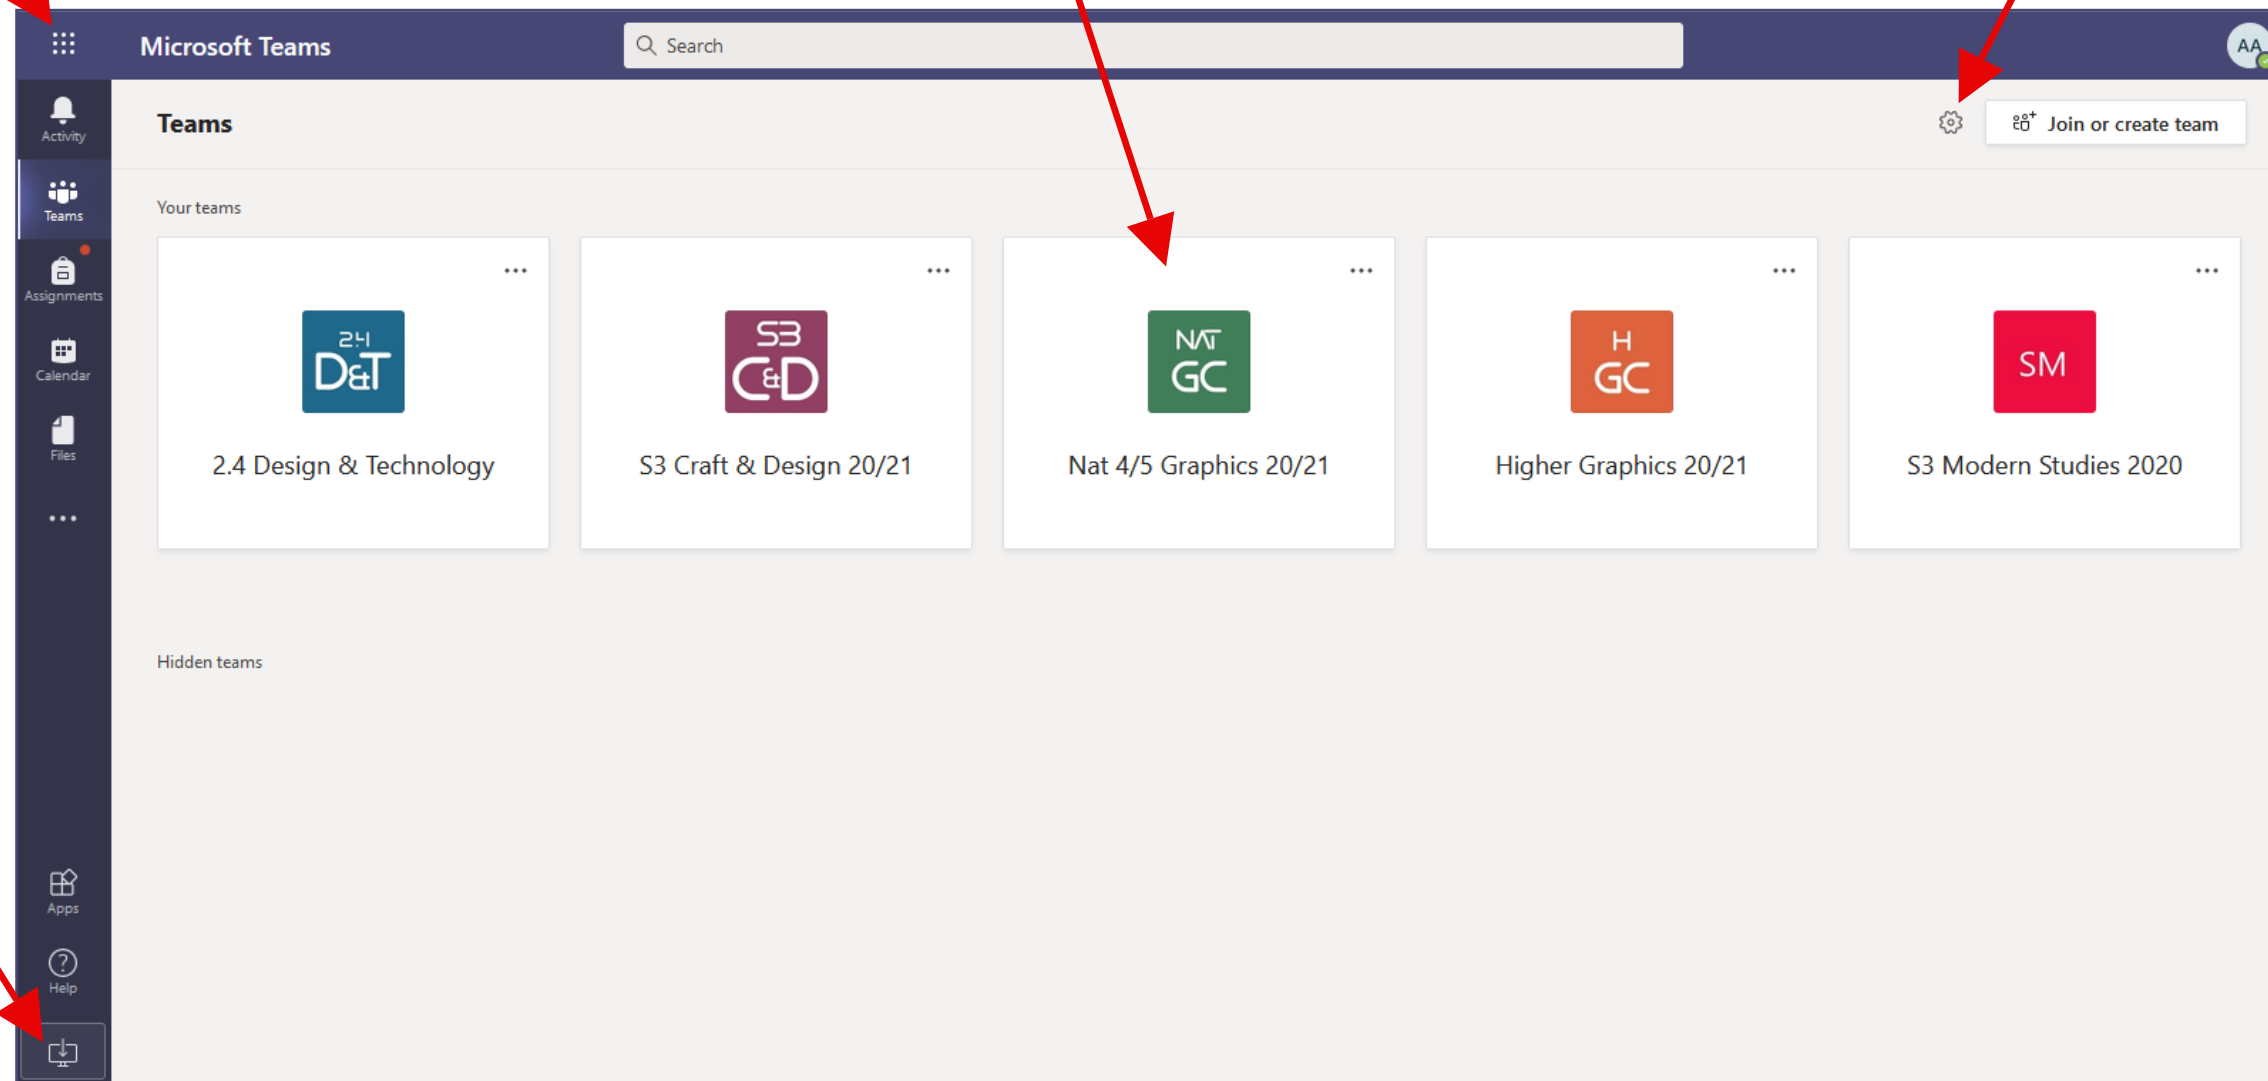 Microsoft Teams
Search
AA
Activity
Teams
Join or create team
Teams
Your teams
Assignments
Calendar
Files
2.4
D&T
2.4 Design & Technology
S3
C&D
S3 Craft & Design 20/21
NAT
GC
Nat 4/5 Graphics 20/21
H
GC
Higher Graphics 20/21
SM
S3 Modern Studies 2020
Hidden teams
Apps
Help